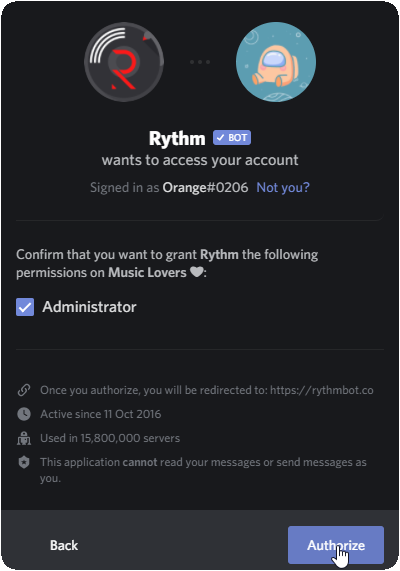 Rythm ✓ BOT
wants to access your account
Signed in as Orange#0206 Not you?
Confirm that you want to grant Rythm the following
permissions on Music Lovers 🤍:
Administrator
Once you authorize, you will be redirected to: https://rythmbot.co
Active since 11 Oct 2016
Used in 15,800,000 servers
This application cannot read your messages or send messages as
you.
Back
Authorize